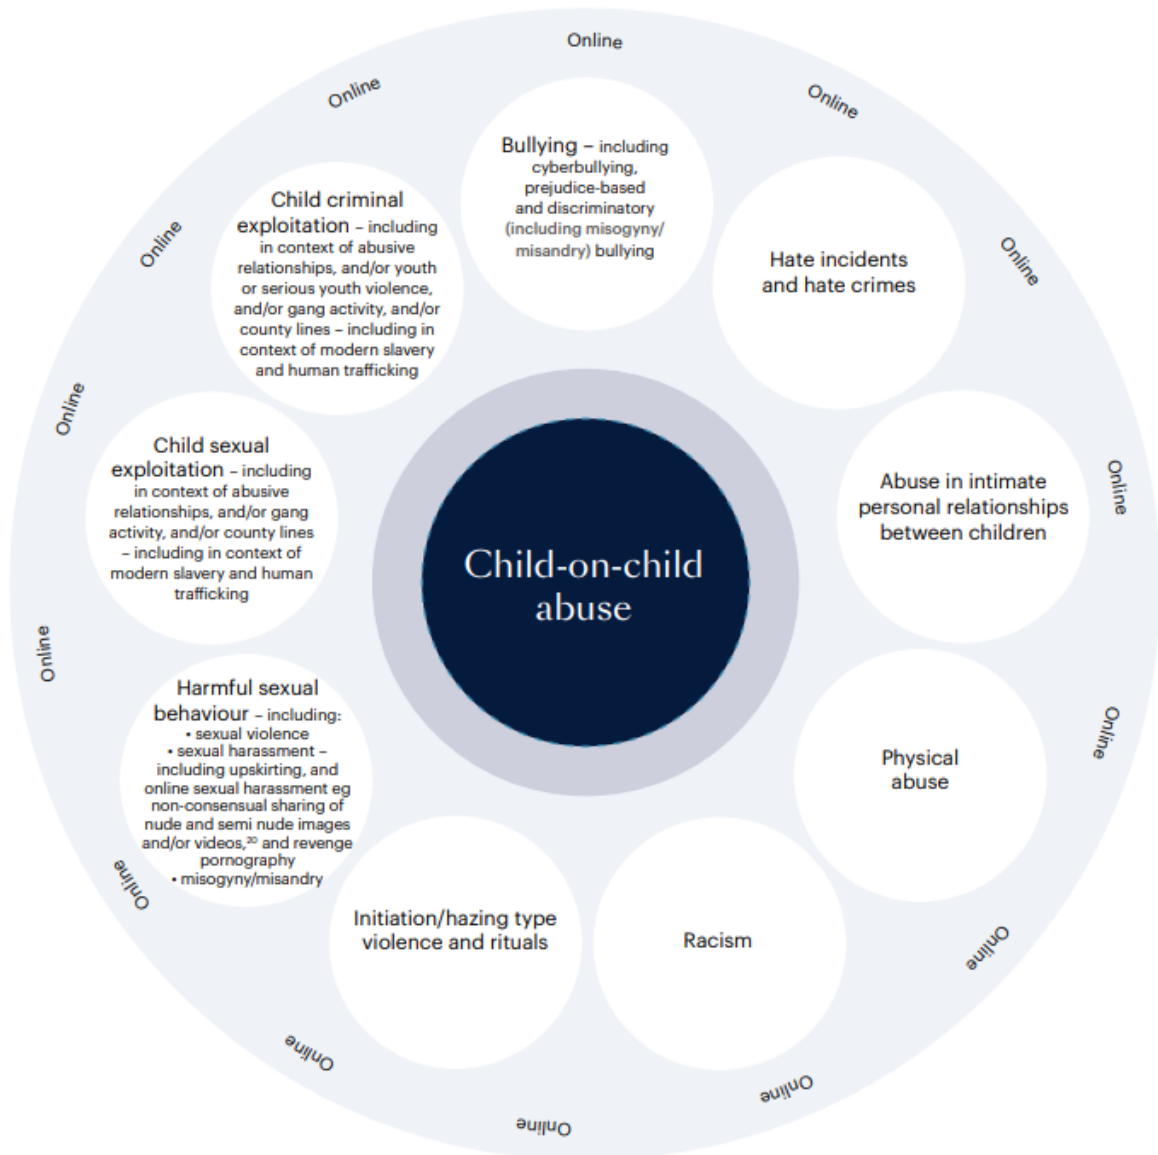 Online
Online
Online
Bullying – including
cyberbullying,
prejudice-based
and discriminatory
(including misogyny/
misandry) bullying
Child criminal
exploitation – including
in context of abusive
relationships, and/or youth
or serious youth violence,
and/or gang activity, and/or
county lines – including in
context of modern slavery
and human trafficking
Hate incidents
and hate crimes
Online
Online
Online
Child sexual
exploitation – including
in context of abusive
relationships, and/or gang
activity, and/or county lines
– including in context of
modern slavery and human
trafficking
Abuse in intimate
personal relationships
between children
Online
Child-on-child
abuse
Online
Harmful sexual
behaviour – including:
• sexual violence
• sexual harassment –
including upskirting, and
online sexual harassment eg
non-consensual sharing of
nude and semi nude images
and/or videos,²⁰ and revenge
pornography
• misogyny/misandry
Physical
abuse
Online
Online
Initiation/hazing type
violence and rituals
Racism
Online
Online
Online
Online